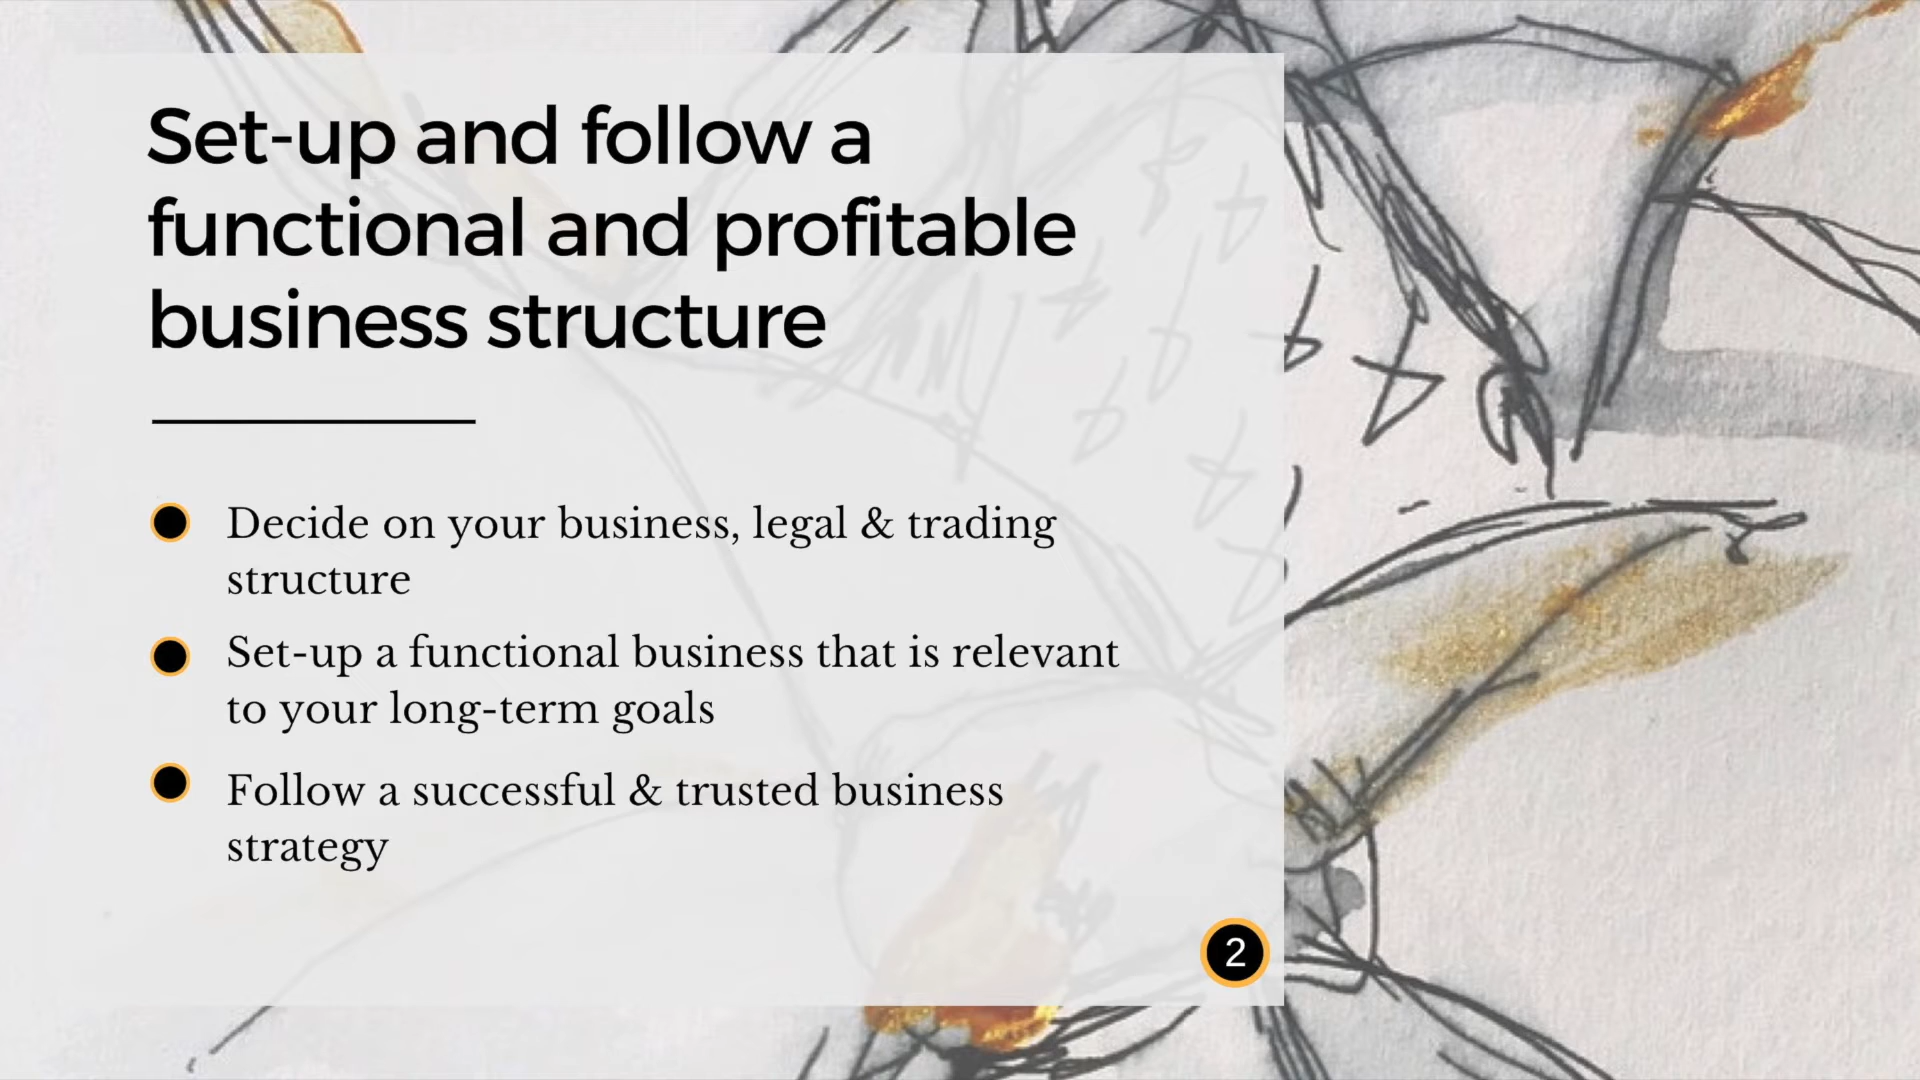 Set-up and follow a
functional and profitable
business structure
Decide on your business, legal & trading
structure
Set-up a functional business that is relevant
to your long-term goals
Follow a successful & trusted business
strategy
2